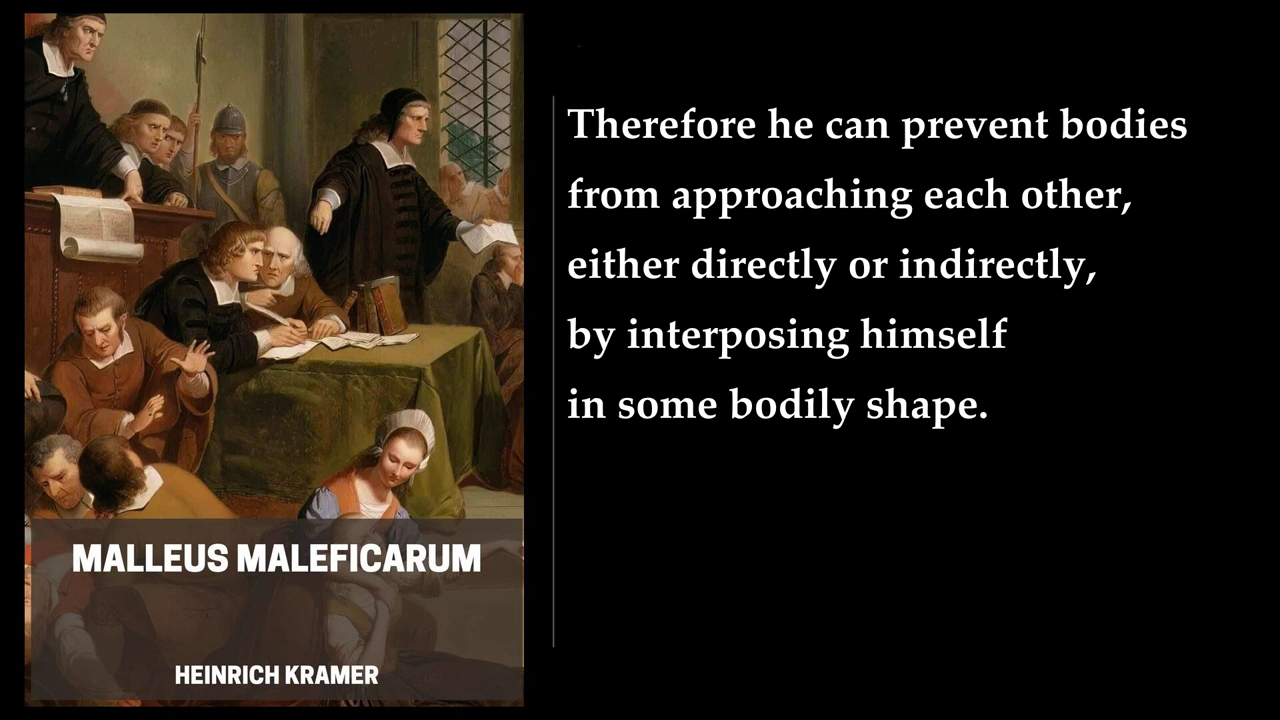 MALLEUS MALEFICARUM
HEINRICH KRAMER
Therefore he can prevent bodies
from approaching each other,
either directly or indirectly,
by interposing himself
in some bodily shape.